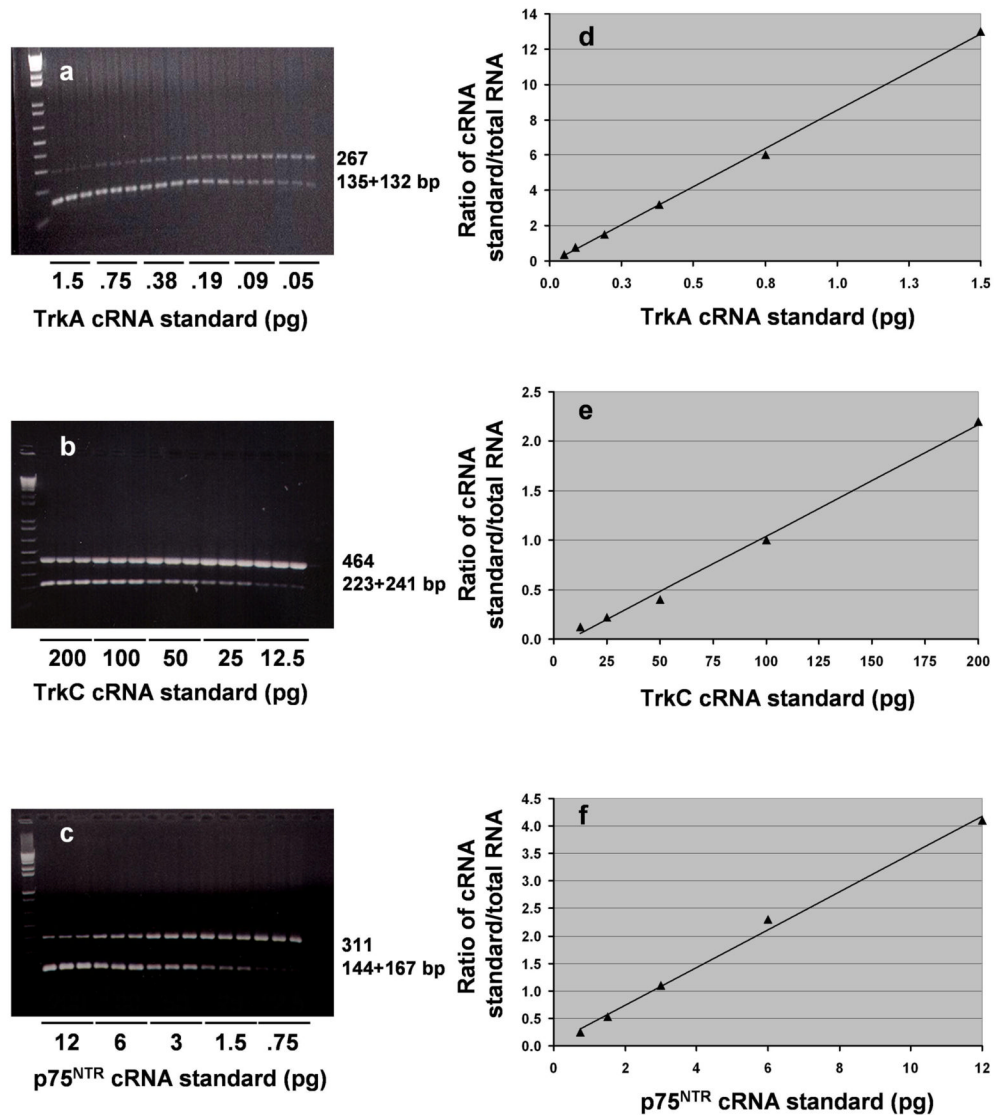 a
267
135+132 bp
1.5 .75 .38 .19 .09 .05
TrkA cRNA standard (pg)
d
Ratio of cRNA
standard/total RNA
14
12
10
8
6
4
2
0
0.0 0.3 0.5 0.8 1.0 1.3 1.5
TrkA cRNA standard (pg)
b
464
223+241 bp
200 100 50 25 12.5
TrkC cRNA standard (pg)
e
Ratio of cRNA
standard/total RNA
2.5
2.0
1.5
1.0
0.5
0.0
0 25 50 75 100 125 150 175 200
TrkC cRNA standard (pg)
c
311
144+167 bp
12 6 3 1.5 .75
p75NTR cRNA standard (pg)
f
Ratio of cRNA
standard/total RNA
4.5
4.0
3.5
3.0
2.5
2.0
1.5
1.0
0.5
0.0
0 2 4 6 8 10 12
p75NTR cRNA standard (pg)